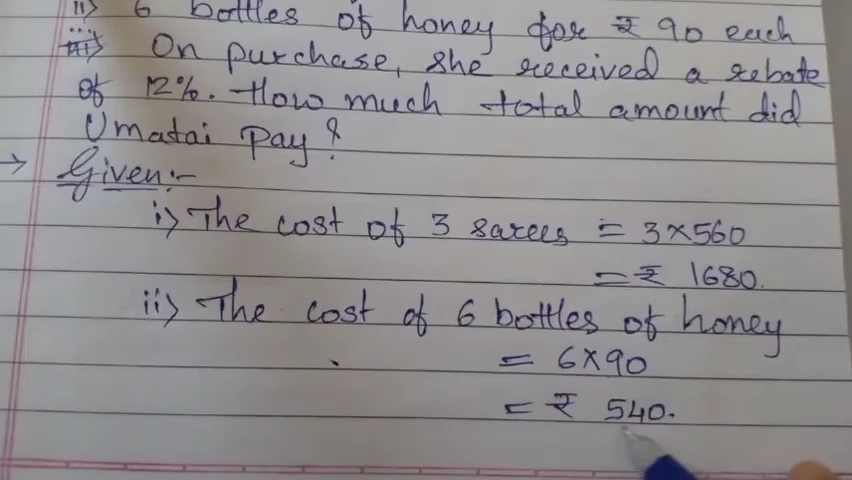 ii) 6 bottles of honey for ₹ 90 each
iii) On purchase, she received a rebate
of 12%. How much total amount did
Umatai Pay?
→ Given:-
i) The cost of 3 sarees = 3×560
= ₹ 1680.
ii) The cost of 6 bottles of honey
= 6×90
= ₹ 540.